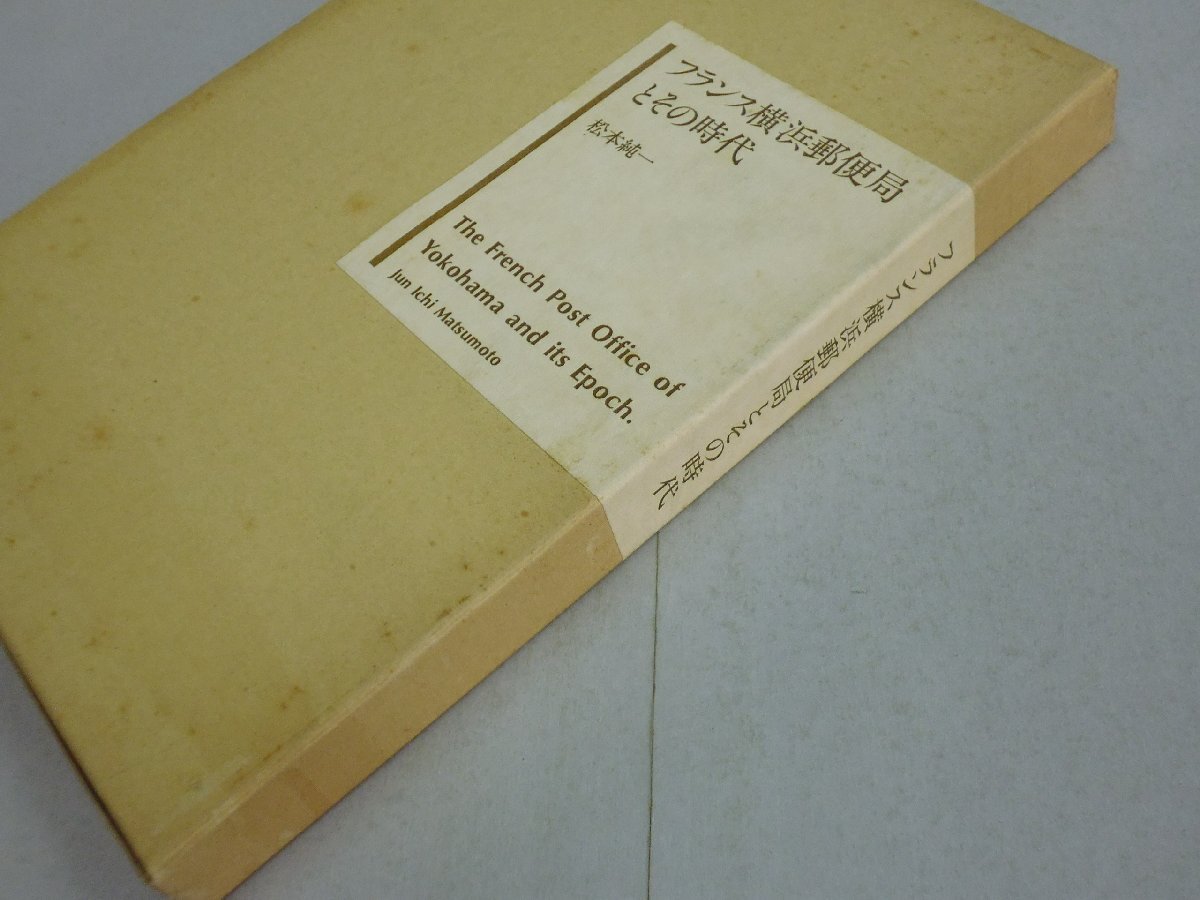 フランス横浜郵便局
とその時代
松本純一
The French Post Office of
Yokohama and its Epoch.
Jun Ichi Matsumoto
フランス横浜郵便局とその時代